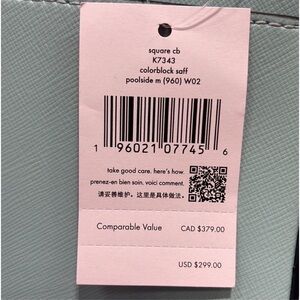 square cb
K7343
colorblock saff
poolside m (960) W02
1 96021 07745 6
take good care. here's how.
prenez-en bien soin, voici comment.
请妥善维护。这里是具体做法
Comparable Value CAD $379.00
USD $299.00